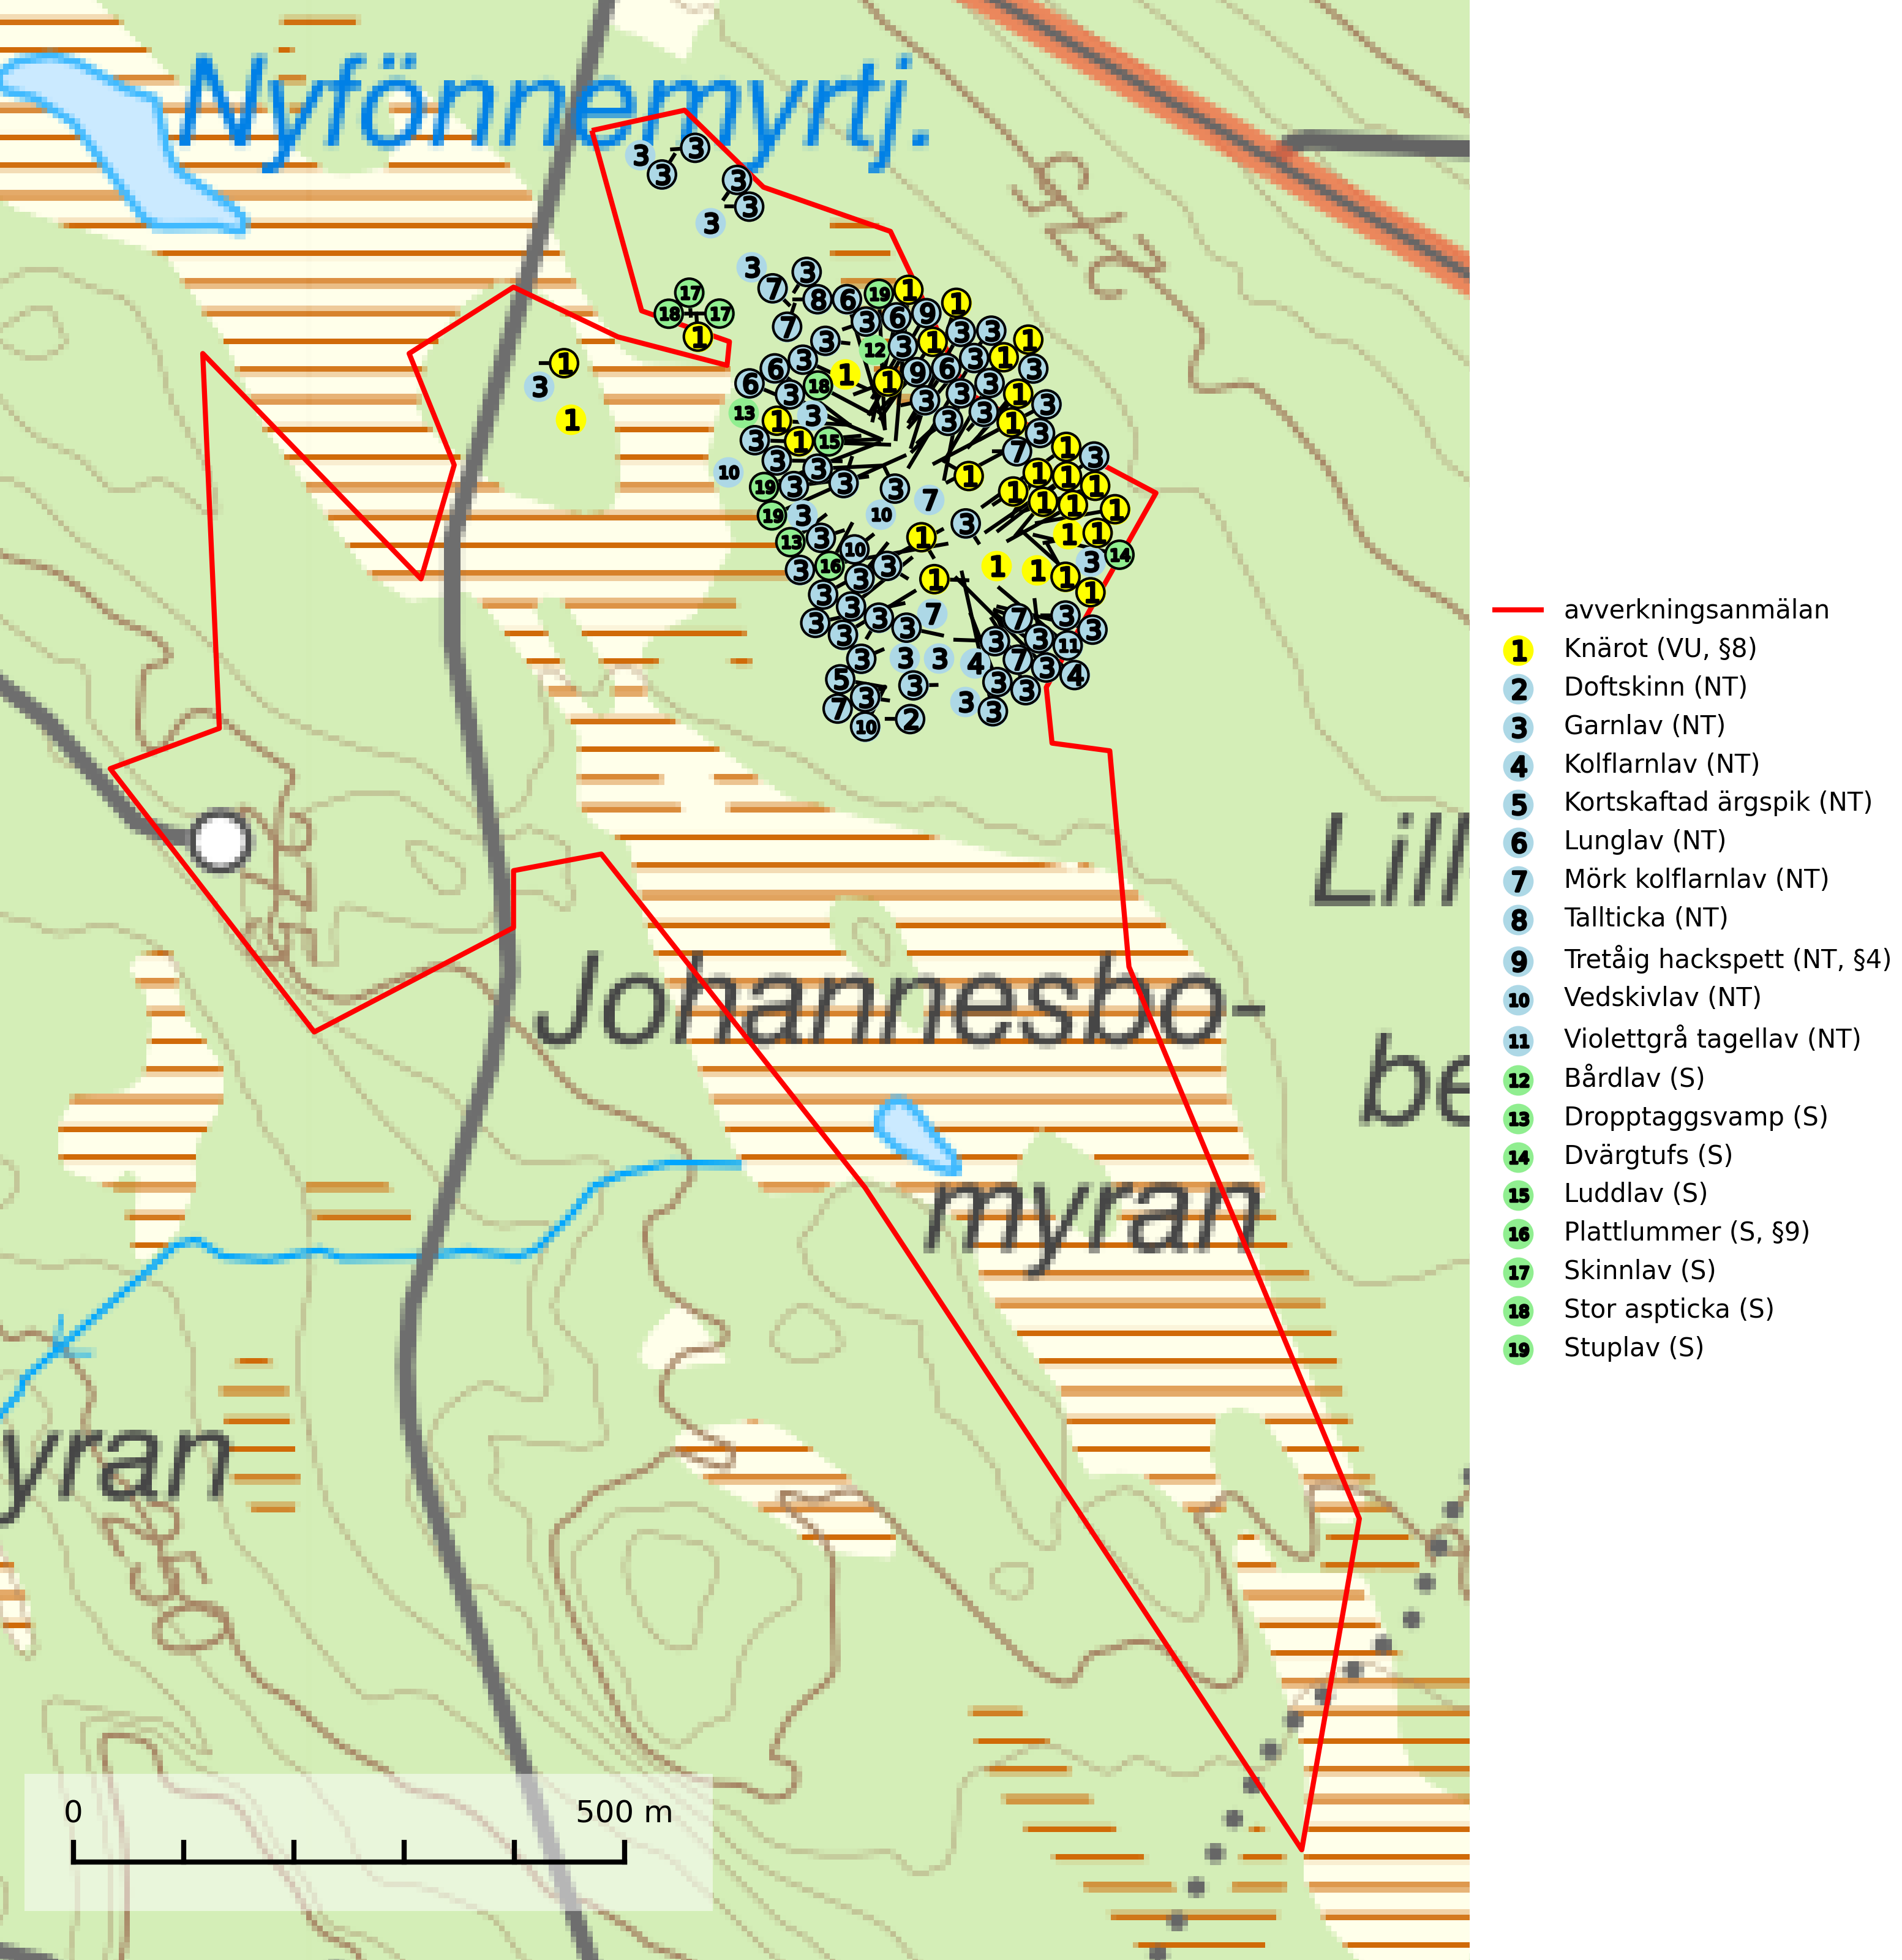 Nyfönnemyrtj.
275
Lill
Johannesbo-
be
myran
yran
250
0 500 m
avverkningsanmälan
1 Knärot (VU, §8)
2 Doftskinn (NT)
3 Garnlav (NT)
4 Kolflarnlav (NT)
5 Kortskaftad ärgspik (NT)
6 Lunglav (NT)
7 Mörk kolflarnlav (NT)
8 Tallticka (NT)
9 Tretåig hackspett (NT, §4)
10 Vedskivlav (NT)
11 Violettgrå tagellav (NT)
12 Bårdlav (S)
13 Dropptaggsvamp (S)
14 Dvärgtufs (S)
15 Luddlav (S)
16 Plattlummer (S, §9)
17 Skinnlav (S)
18 Stor aspticka (S)
19 Stuplav (S)